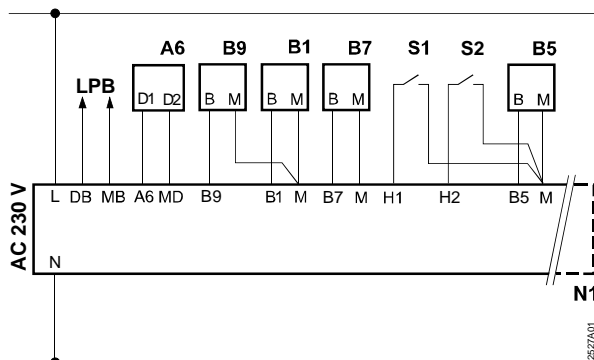 A6 B9 B1 B7 S1 S2 B5
LPB
D1 D2 B M B M B M B M
L DB MB A6 MD B9 B1 M B7 M H1 H2 B5 M
AC 230 V
N
N1
2527A01